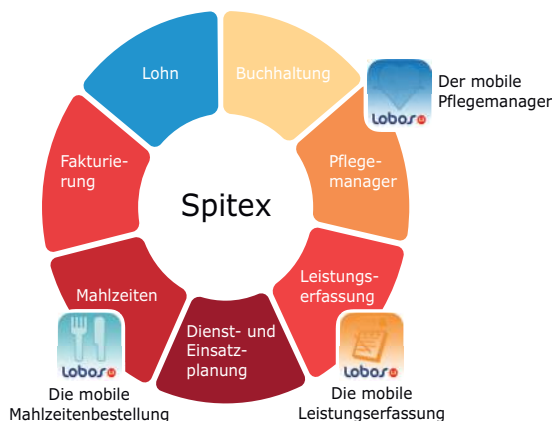 Lohn
Buchhaltung
Der mobile
Pflegemanager
Lobos
Fakturie-
rung
Pflege-
manager
Spitex
Mahlzeiten
Leistungs-
erfassung
Dienst- und
Einsatz-
planung
Lobos
Lobos
Die mobile
Mahlzeitenbestellung
Die mobile
Leistungserfassung